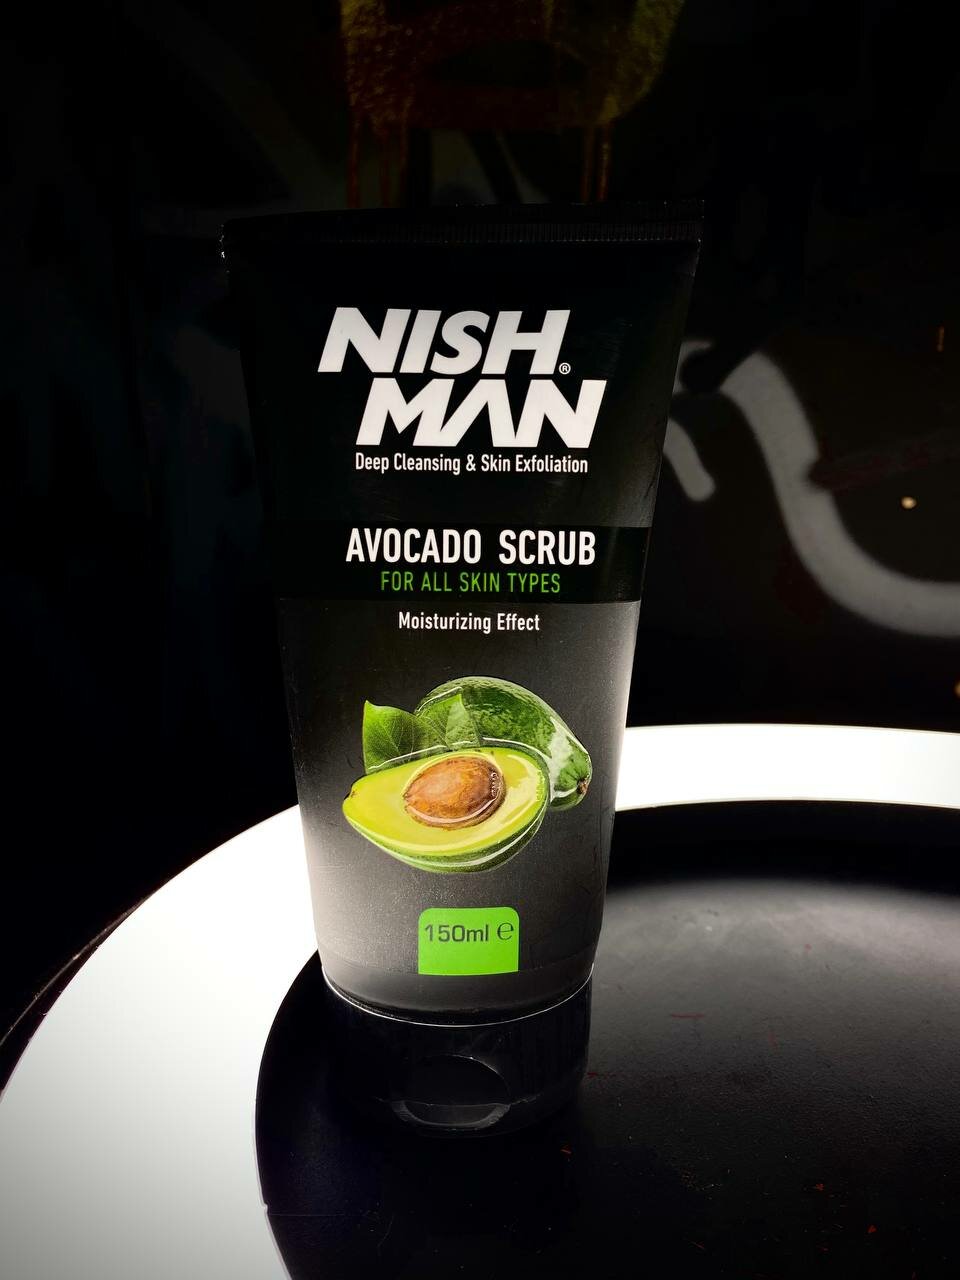 NISH
MAN®
Deep Cleansing & Skin Exfoliation
AVOCADO SCRUB
FOR ALL SKIN TYPES
Moisturizing Effect
150ml ℮